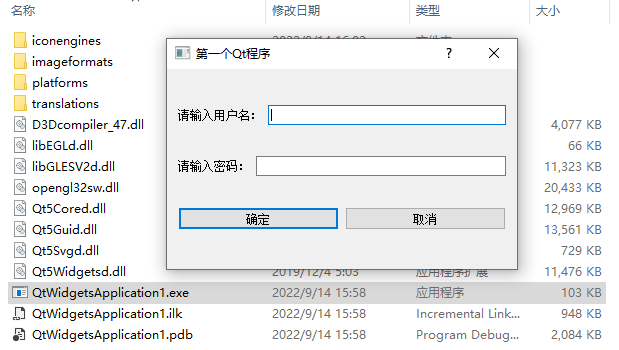 名称 修改日期 类型 大小
iconengines
imageformats
platforms
translations
D3Dcompiler_47.dll 4,077 KB
libEGLd.dll 66 KB
libGLESV2d.dll 11,323 KB
opengl32sw.dll 20,433 KB
Qt5Cored.dll 12,969 KB
Qt5Guid.dll 13,561 KB
Qt5Svgd.dll 729 KB
Qt5Widgetsd.dll 2019/12/4 5:03 应用程序扩展 11,476 KB
QtWidgetsApplication1.exe 2022/9/14 15:58 应用程序 103 KB
QtWidgetsApplication1.ilk 2022/9/14 15:58 Incremental Link... 948 KB
QtWidgetsApplication1.pdb 2022/9/14 15:58 Program Debug... 2,084 KB
第一个Qt程序 ?
请输入用户名：
请输入密码：
确定 取消